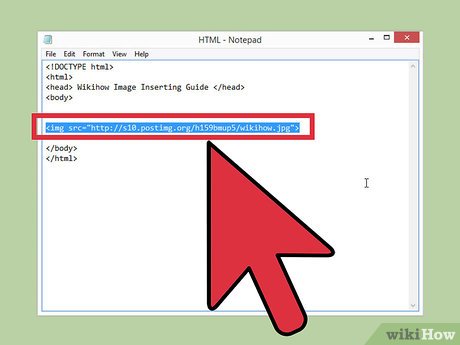 HTML - Notepad
File Edit Format View Help
<!DOCTYPE html>
<html>
<head> Wikihow Image Inserting Guide </head>
<body>
<img src="http://s10.postimg.org/h159bmup5/wikihow.jpg">
</body>
</html>
wikiHow